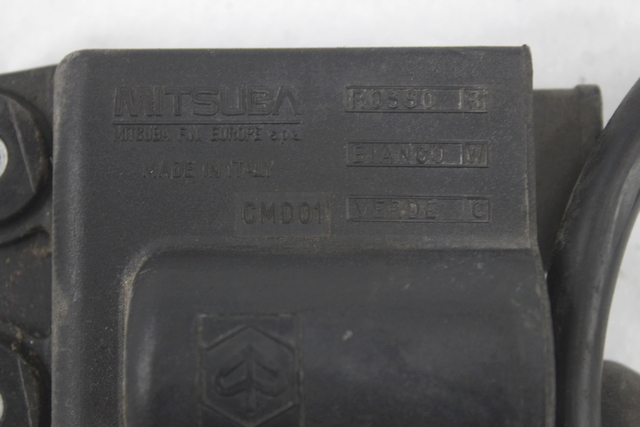 MITSUBA
MITSUBA F.N. EUROPE s.p.a.
MADE IN ITALY
CM001
ROSSO R
BIANCO W
VERDE G